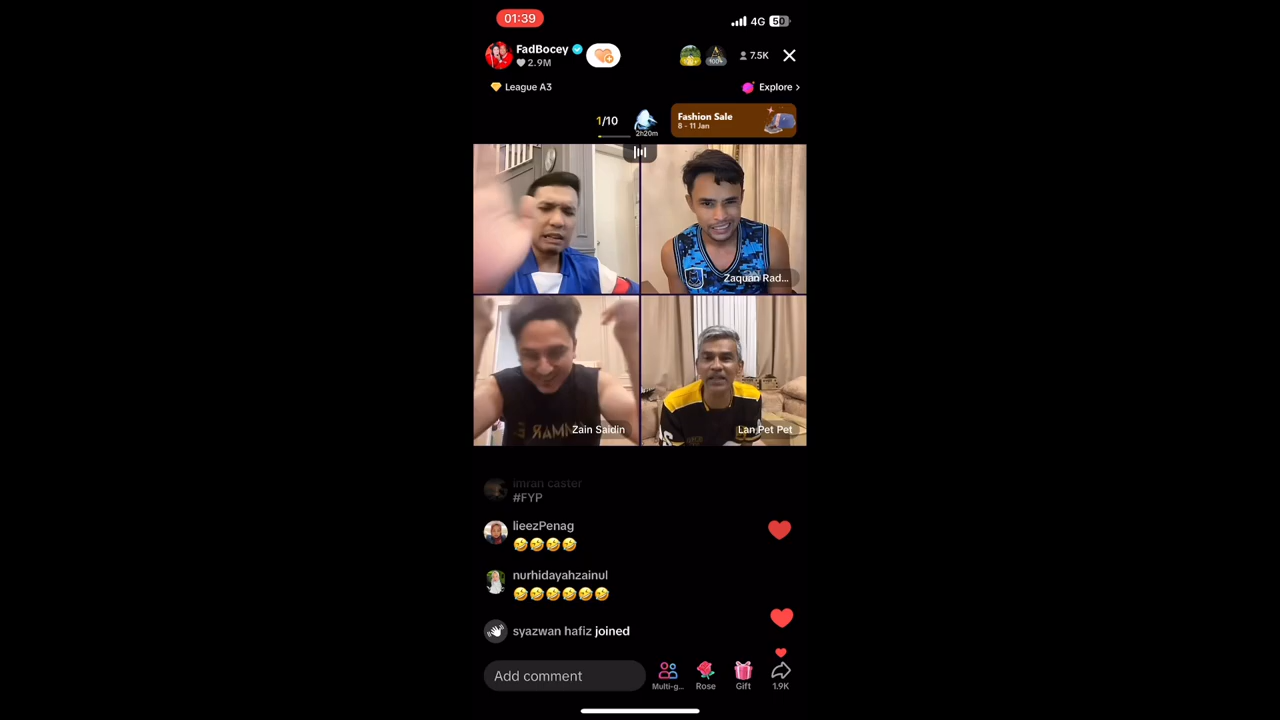 01:39
4G
50
FadBocey
2.9M
7.5K
League A3
Explore >
1/10
2h20m
Fashion Sale
8 - 11 Jan
Zaquan Rad...
Zain Saidin
Lan Pet Pet
imran caster
#FYP
lieezPenag
🤣🤣🤣🤣
nurhidayahzainul
🤣🤣🤣🤣🤣🤣
syazwan hafiz joined
Add comment
Multi-g...
Rose
Gift
1.9K